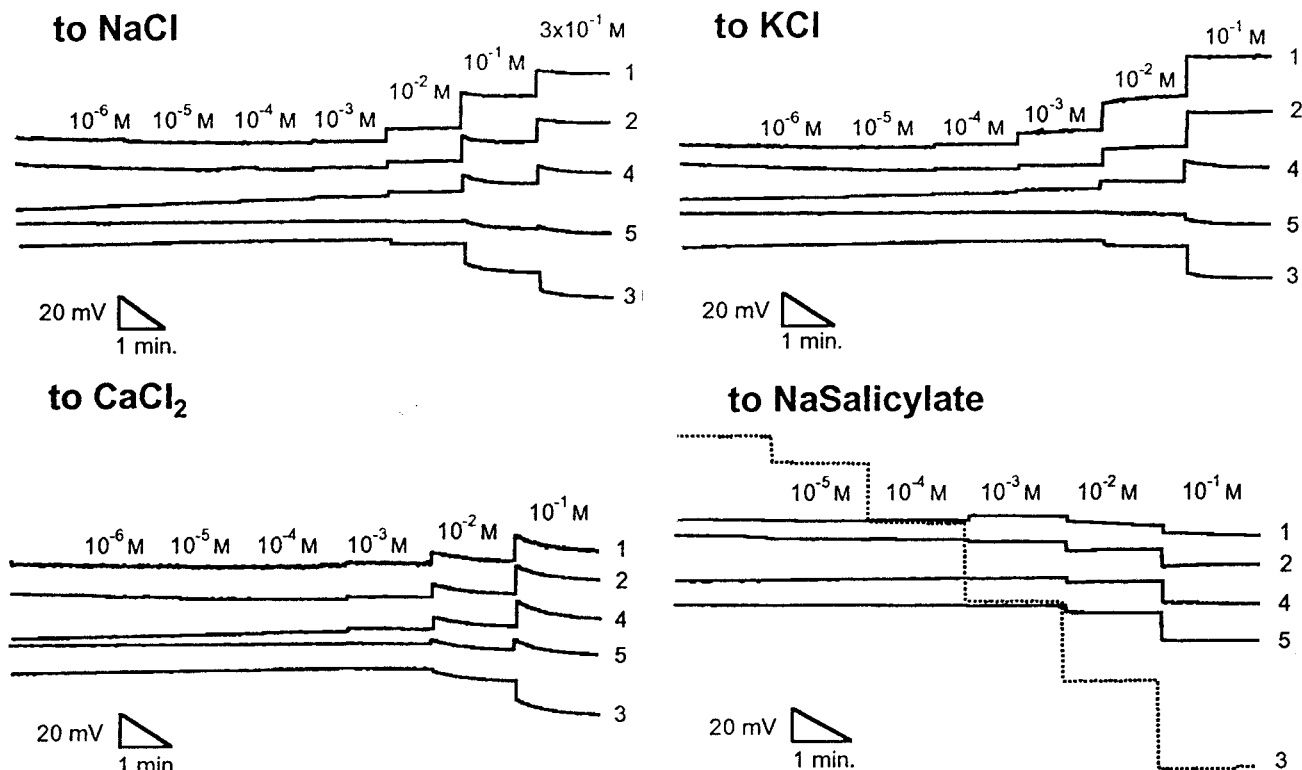 to NaCl
10⁻⁶ M 10⁻⁵ M 10⁻⁴ M 10⁻³ M 10⁻² M 10⁻¹ M 3x10⁻¹ M
1
2
4
5
3
20 mV
1 min.
to KCl
10⁻⁶ M 10⁻⁵ M 10⁻⁴ M 10⁻³ M 10⁻² M 10⁻¹ M
1
2
4
5
3
20 mV
1 min.
to CaCl₂
10⁻⁶ M 10⁻⁵ M 10⁻⁴ M 10⁻³ M 10⁻² M 10⁻¹ M
1
2
4
5
3
20 mV
1 min
to NaSalicylate
10⁻⁵ M 10⁻⁴ M 10⁻³ M 10⁻² M 10⁻¹ M
1
2
4
5
3
20 mV
1 min.